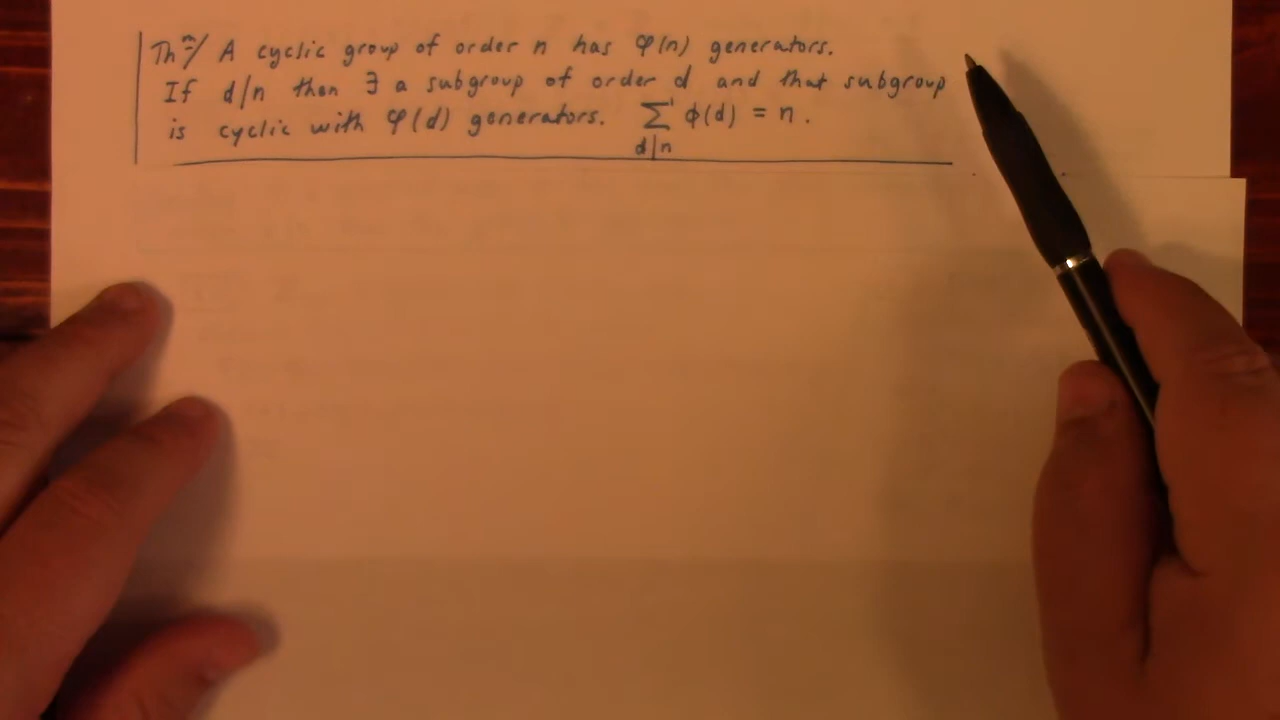 Thm/ A cyclic group of order n has φ(n) generators.
If d|n then ∃ a subgroup of order d and that subgroup
is cyclic with φ(d) generators. ∑ ϕ(d) = n.
d|n